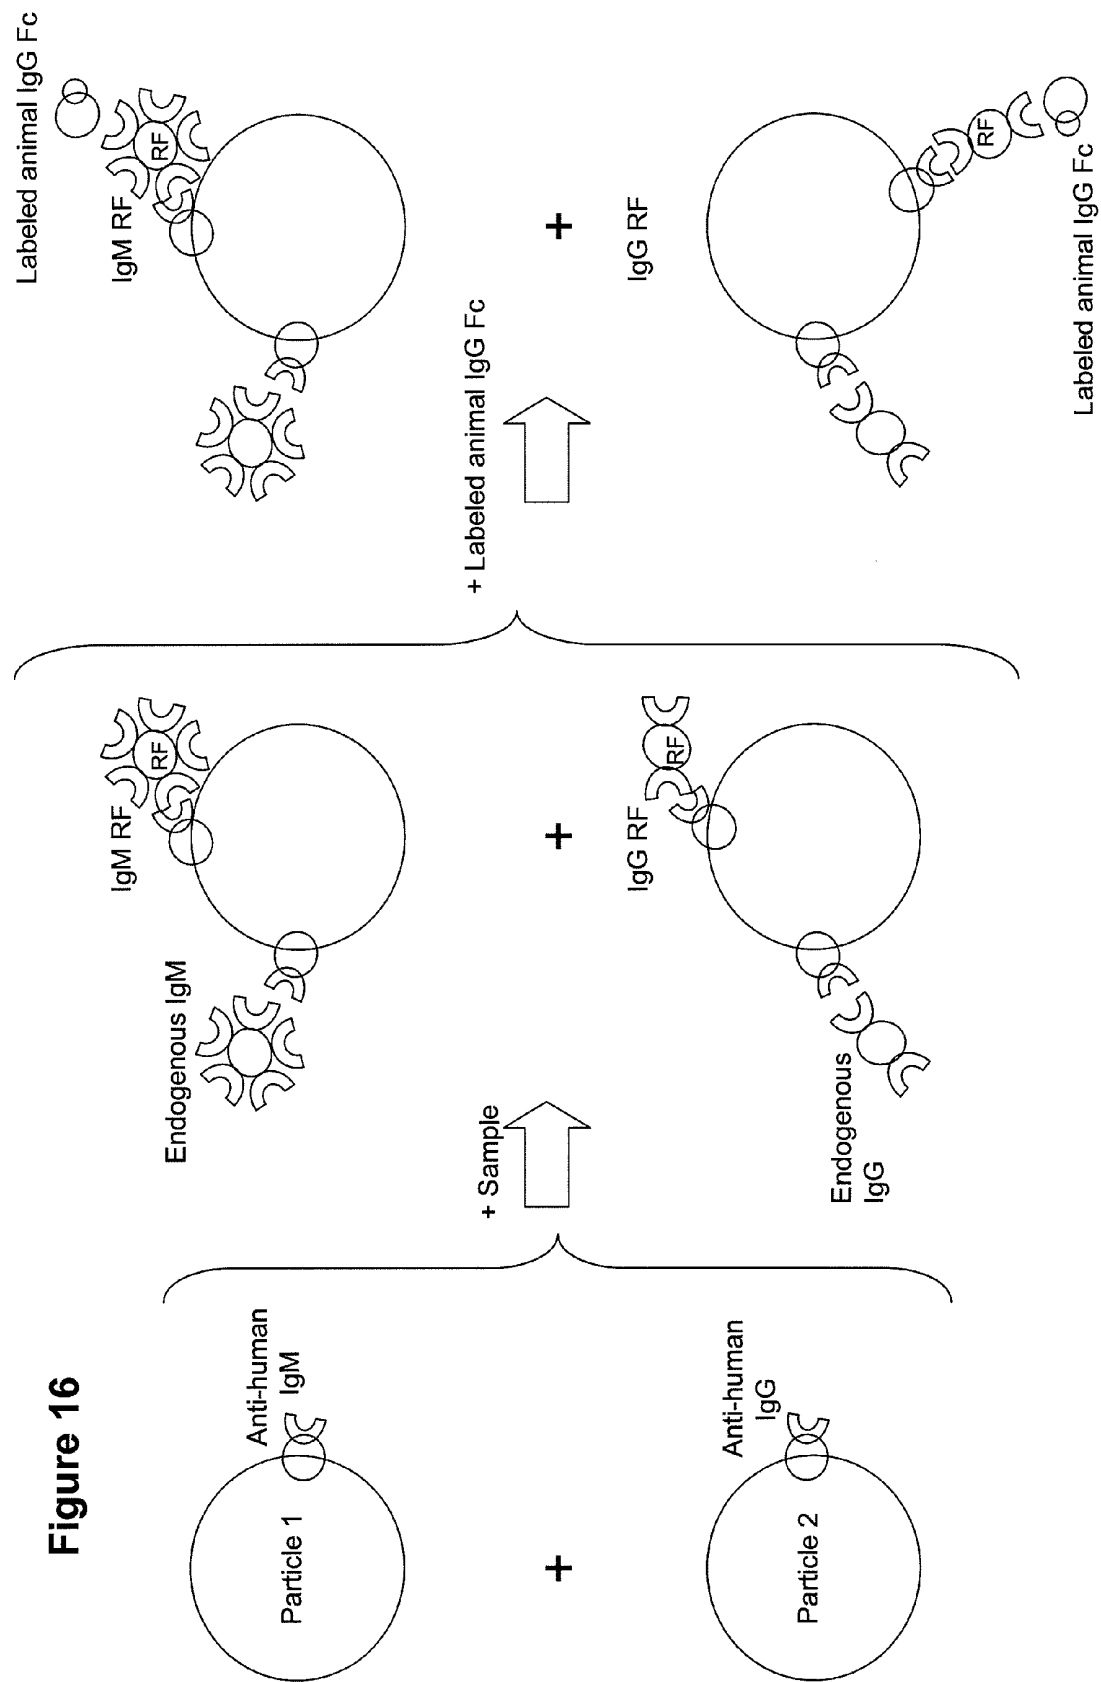 Figure 16
Particle 1
Anti-human
IgM
+
Particle 2
Anti-human
IgG
+ Sample
Endogenous IgM
IgM RF
RF
+
Endogenous
IgG
IgG RF
RF
+ Labeled animal IgG Fc
IgM RF
RF
Labeled animal IgG Fc
+
IgG RF
RF
Labeled animal IgG Fc